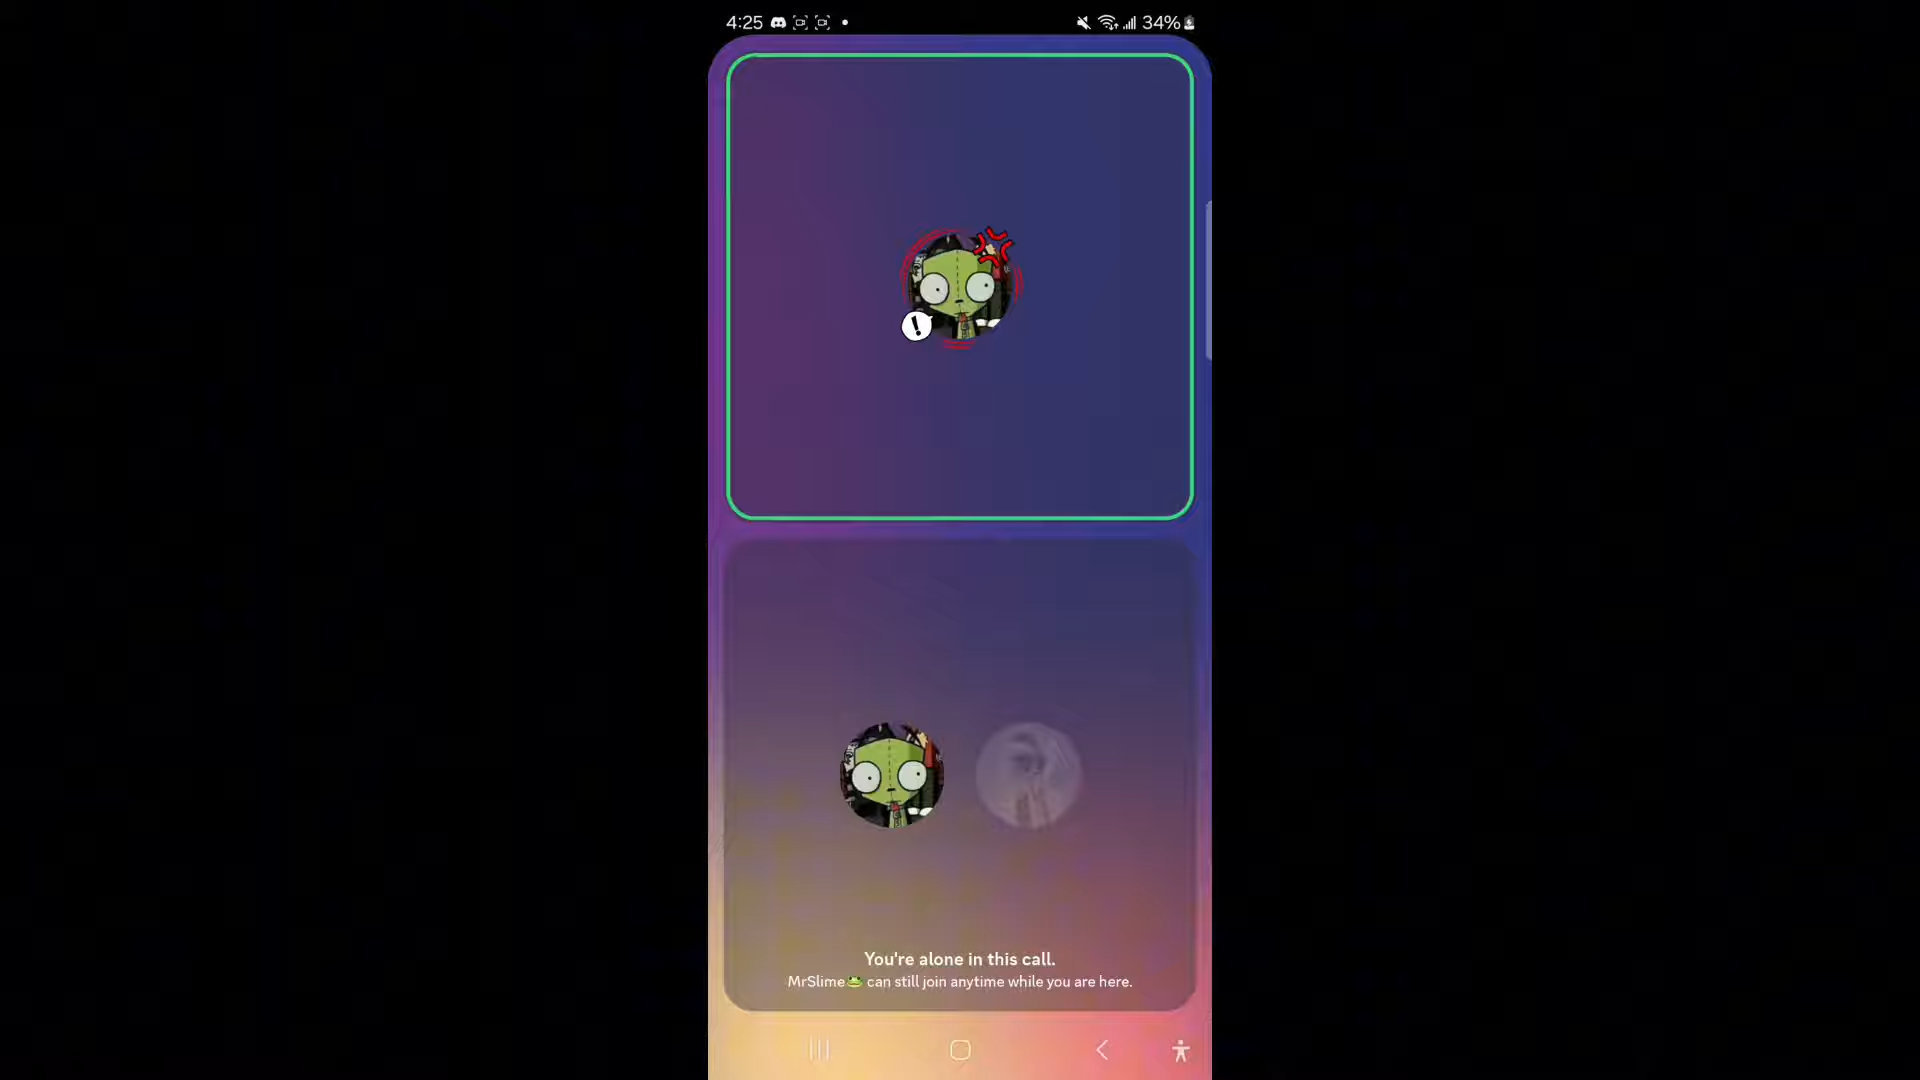 4:25 34%
!
You're alone in this call.
MrSlime🐸 can still join anytime while you are here.